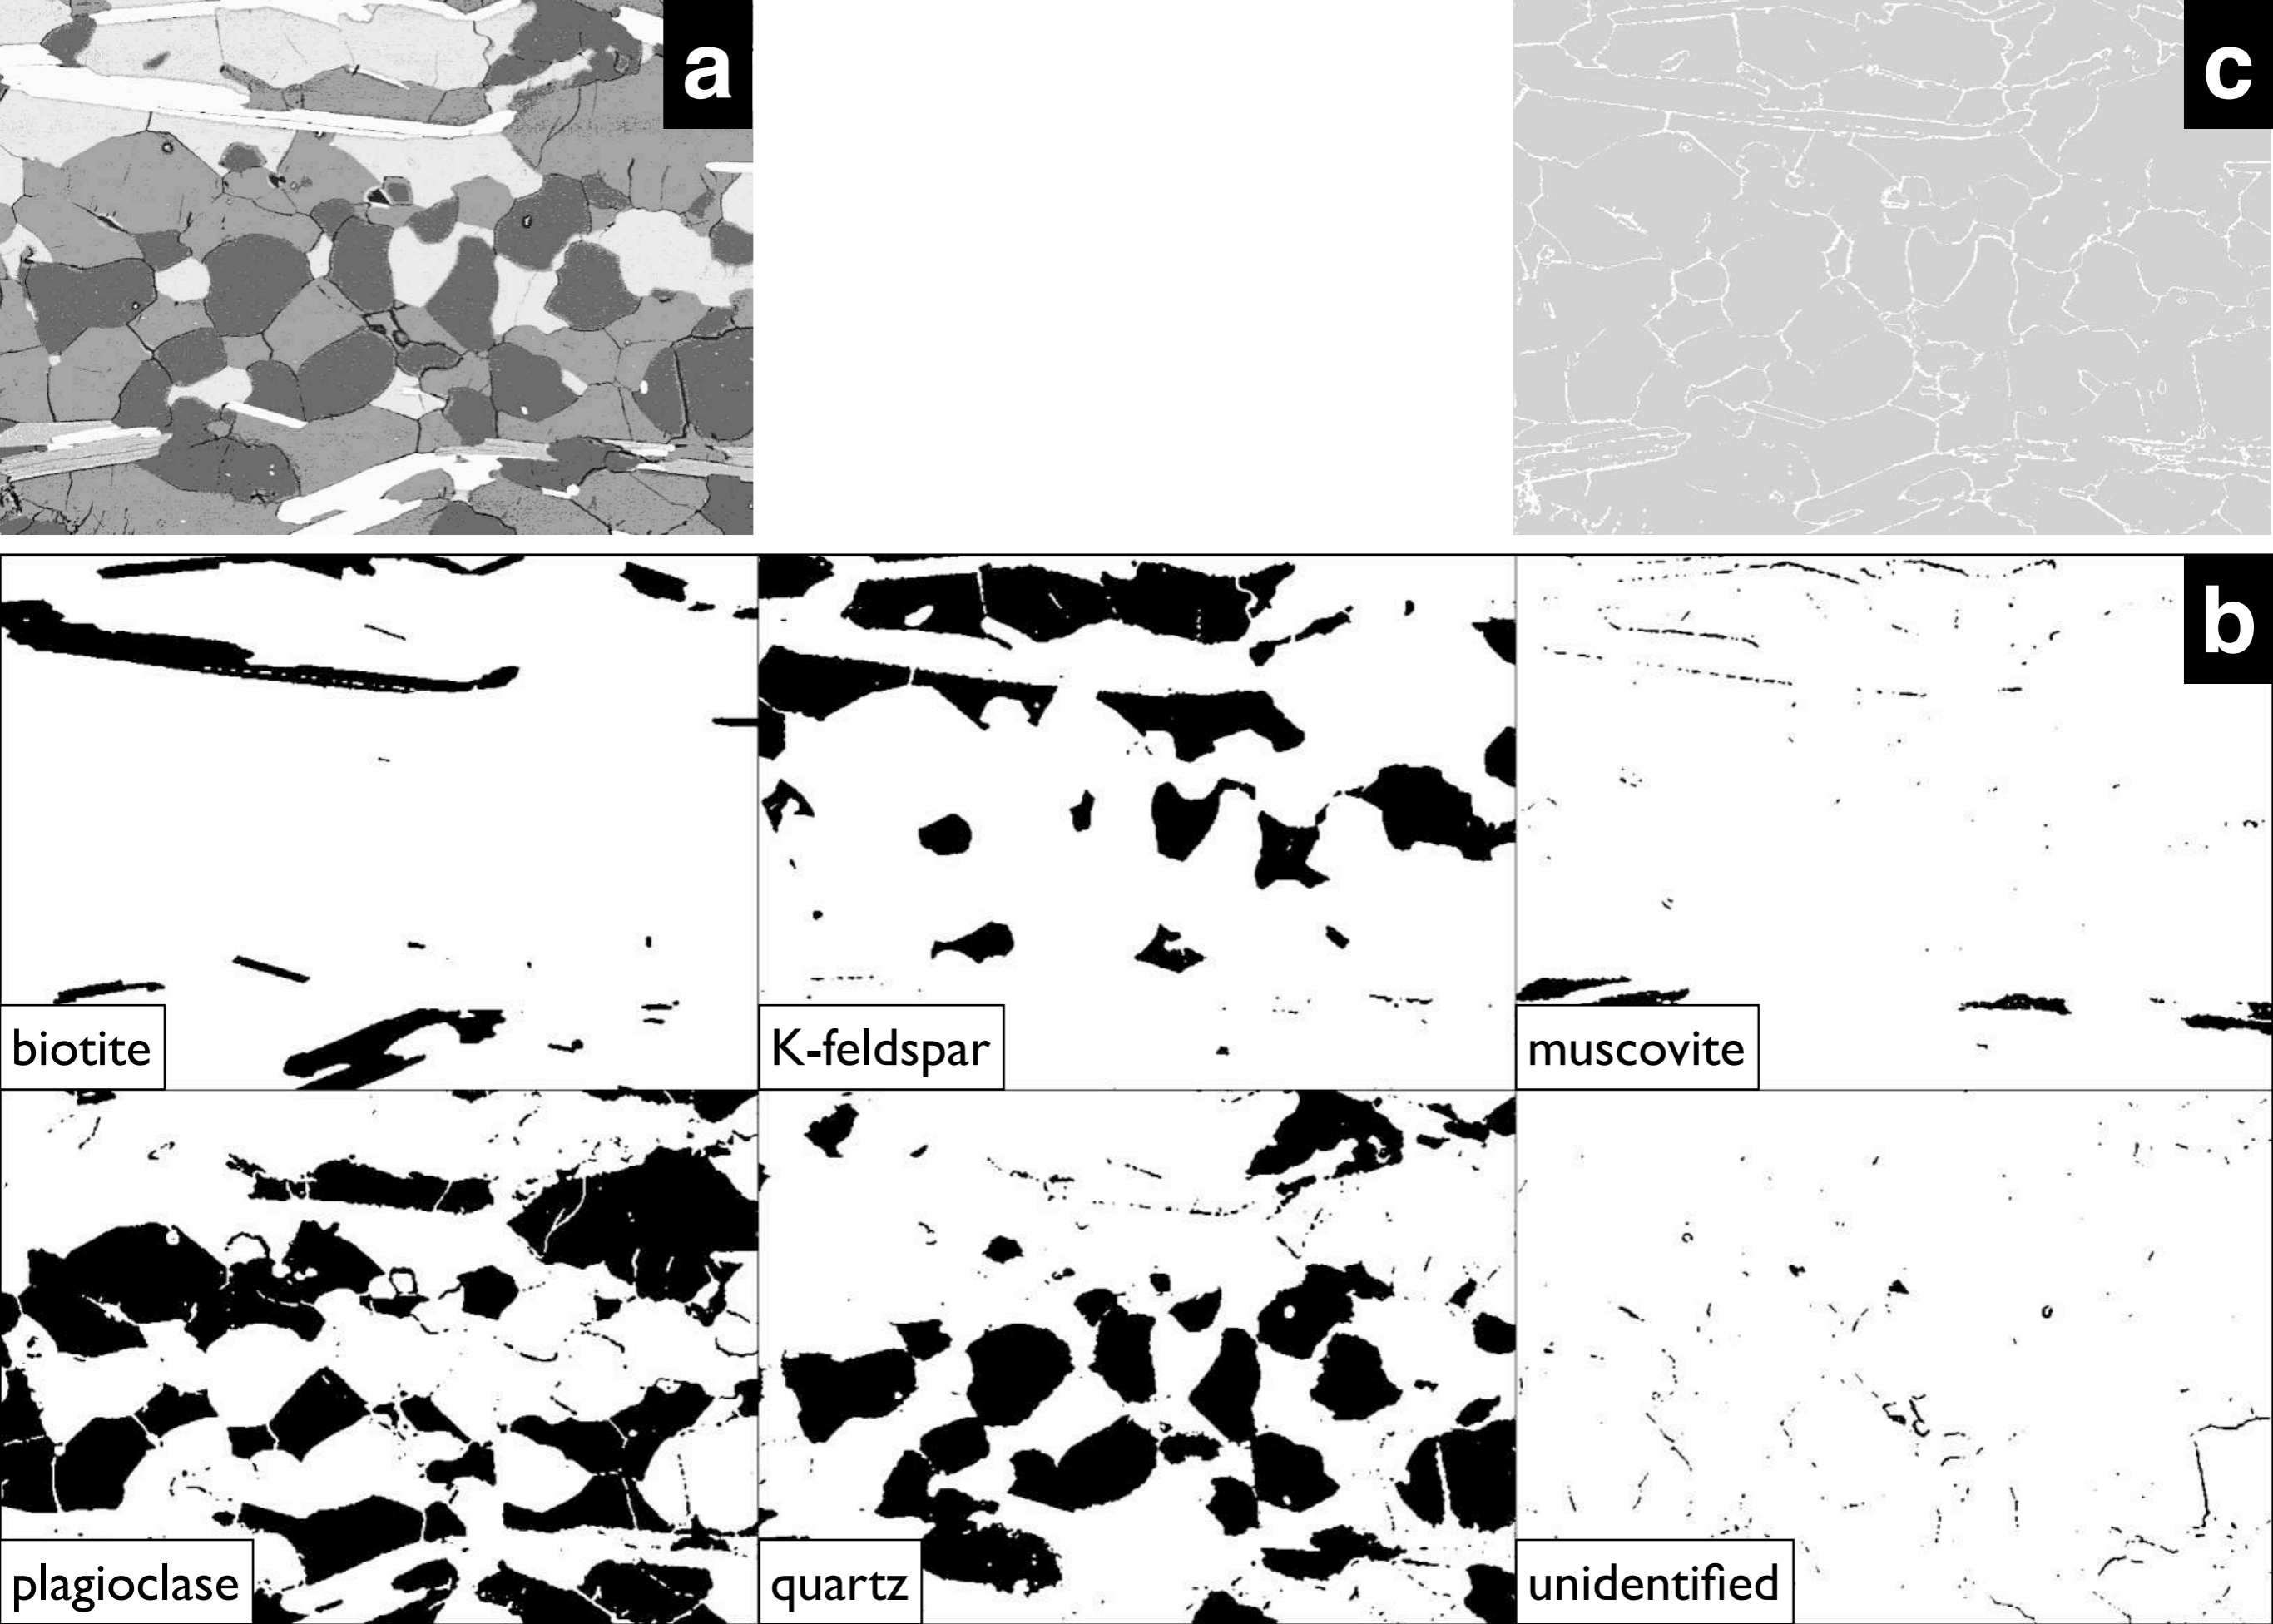 a
c
b
biotite
K-feldspar
muscovite
plagioclase
quartz
unidentified